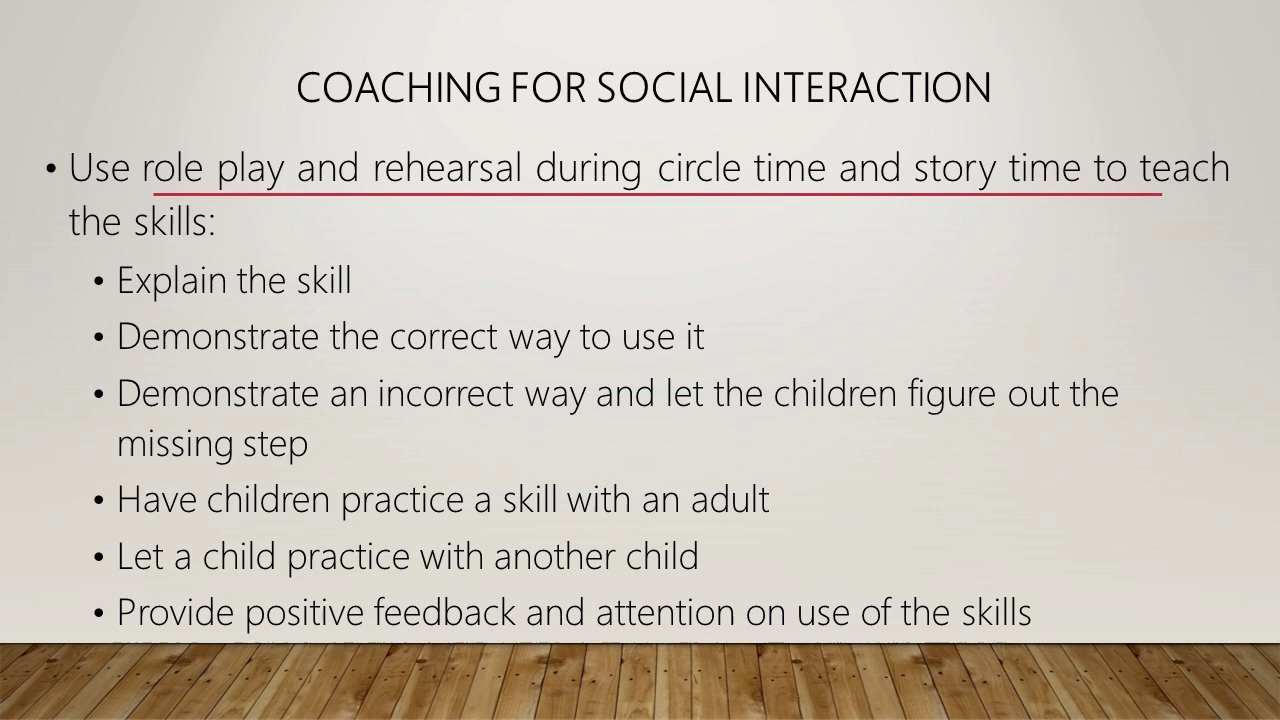 COACHING FOR SOCIAL INTERACTION
• Use role play and rehearsal during circle time and story time to teach
the skills:
• Explain the skill
• Demonstrate the correct way to use it
• Demonstrate an incorrect way and let the children figure out the
missing step
• Have children practice a skill with an adult
• Let a child practice with another child
• Provide positive feedback and attention on use of the skills